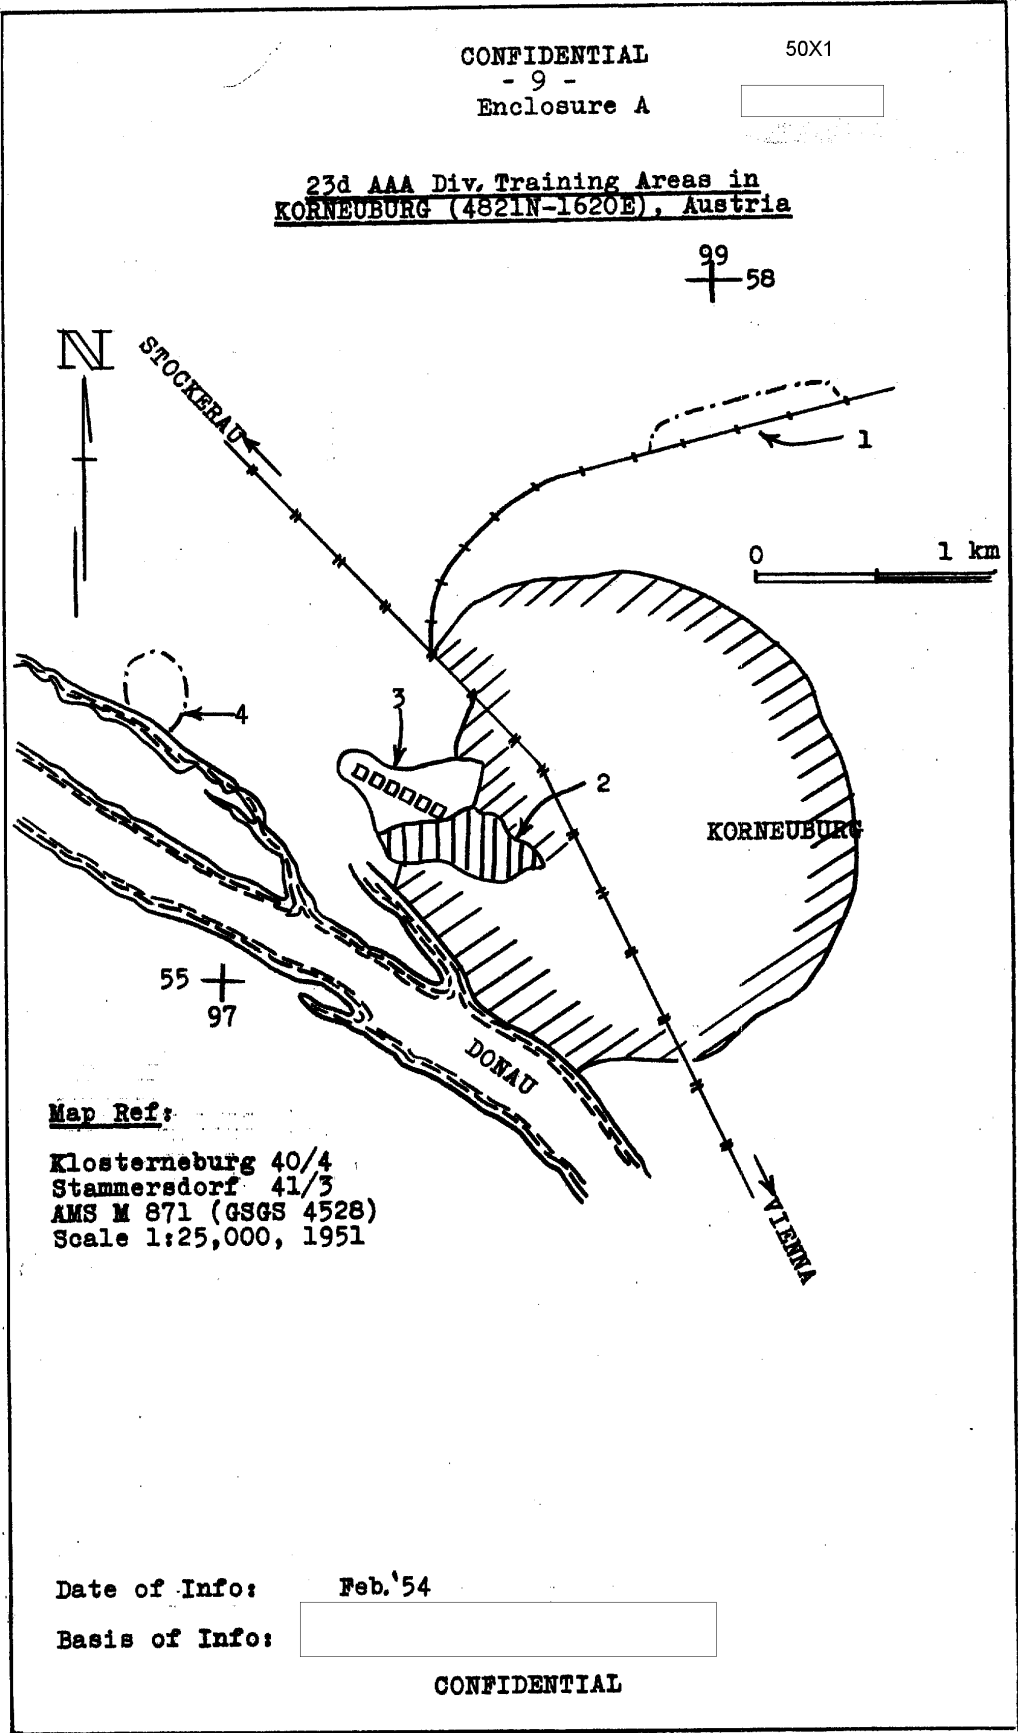 CONFIDENTIAL
50X1
- 9 -
Enclosure A
23d AAA Div. Training Areas in
KORNEUBURG (4821N-1620E), Austria
99
58
N
STOCKERAU
1
0 1 km
3
4
2
KORNEUBURG
55
97
DONAU
Map Ref:
Klosterneburg 40/4
Stammersdorf 41/3
AMS M 871 (GSGS 4528)
Scale 1:25,000, 1951
VIENNA
Date of Info: Feb.'54
Basis of Info:
CONFIDENTIAL